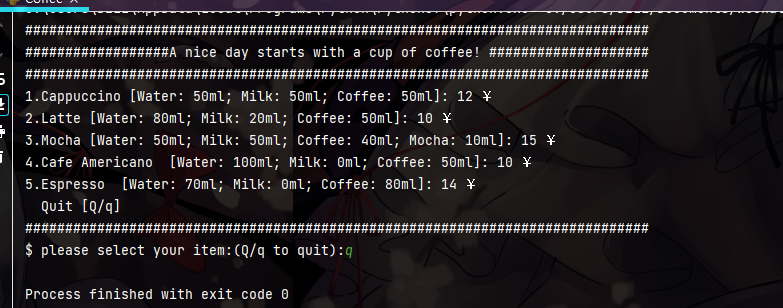 Coffee
##############################################################################
##################A nice day starts with a cup of coffee! ####################
##############################################################################
1.Cappuccino [Water: 50ml; Milk: 50ml; Coffee: 50ml]: 12 ¥
2.Latte [Water: 80ml; Milk: 20ml; Coffee: 50ml]: 10 ¥
3.Mocha [Water: 50ml; Milk: 50ml; Coffee: 40ml; Mocha: 10ml]: 15 ¥
4.Cafe Americano  [Water: 100ml; Milk: 0ml; Coffee: 50ml]: 10 ¥
5.Espresso  [Water: 70ml; Milk: 0ml; Coffee: 80ml]: 14 ¥
  Quit [Q/q]
##############################################################################
$ please select your item:(Q/q to quit):q
Process finished with exit code 0